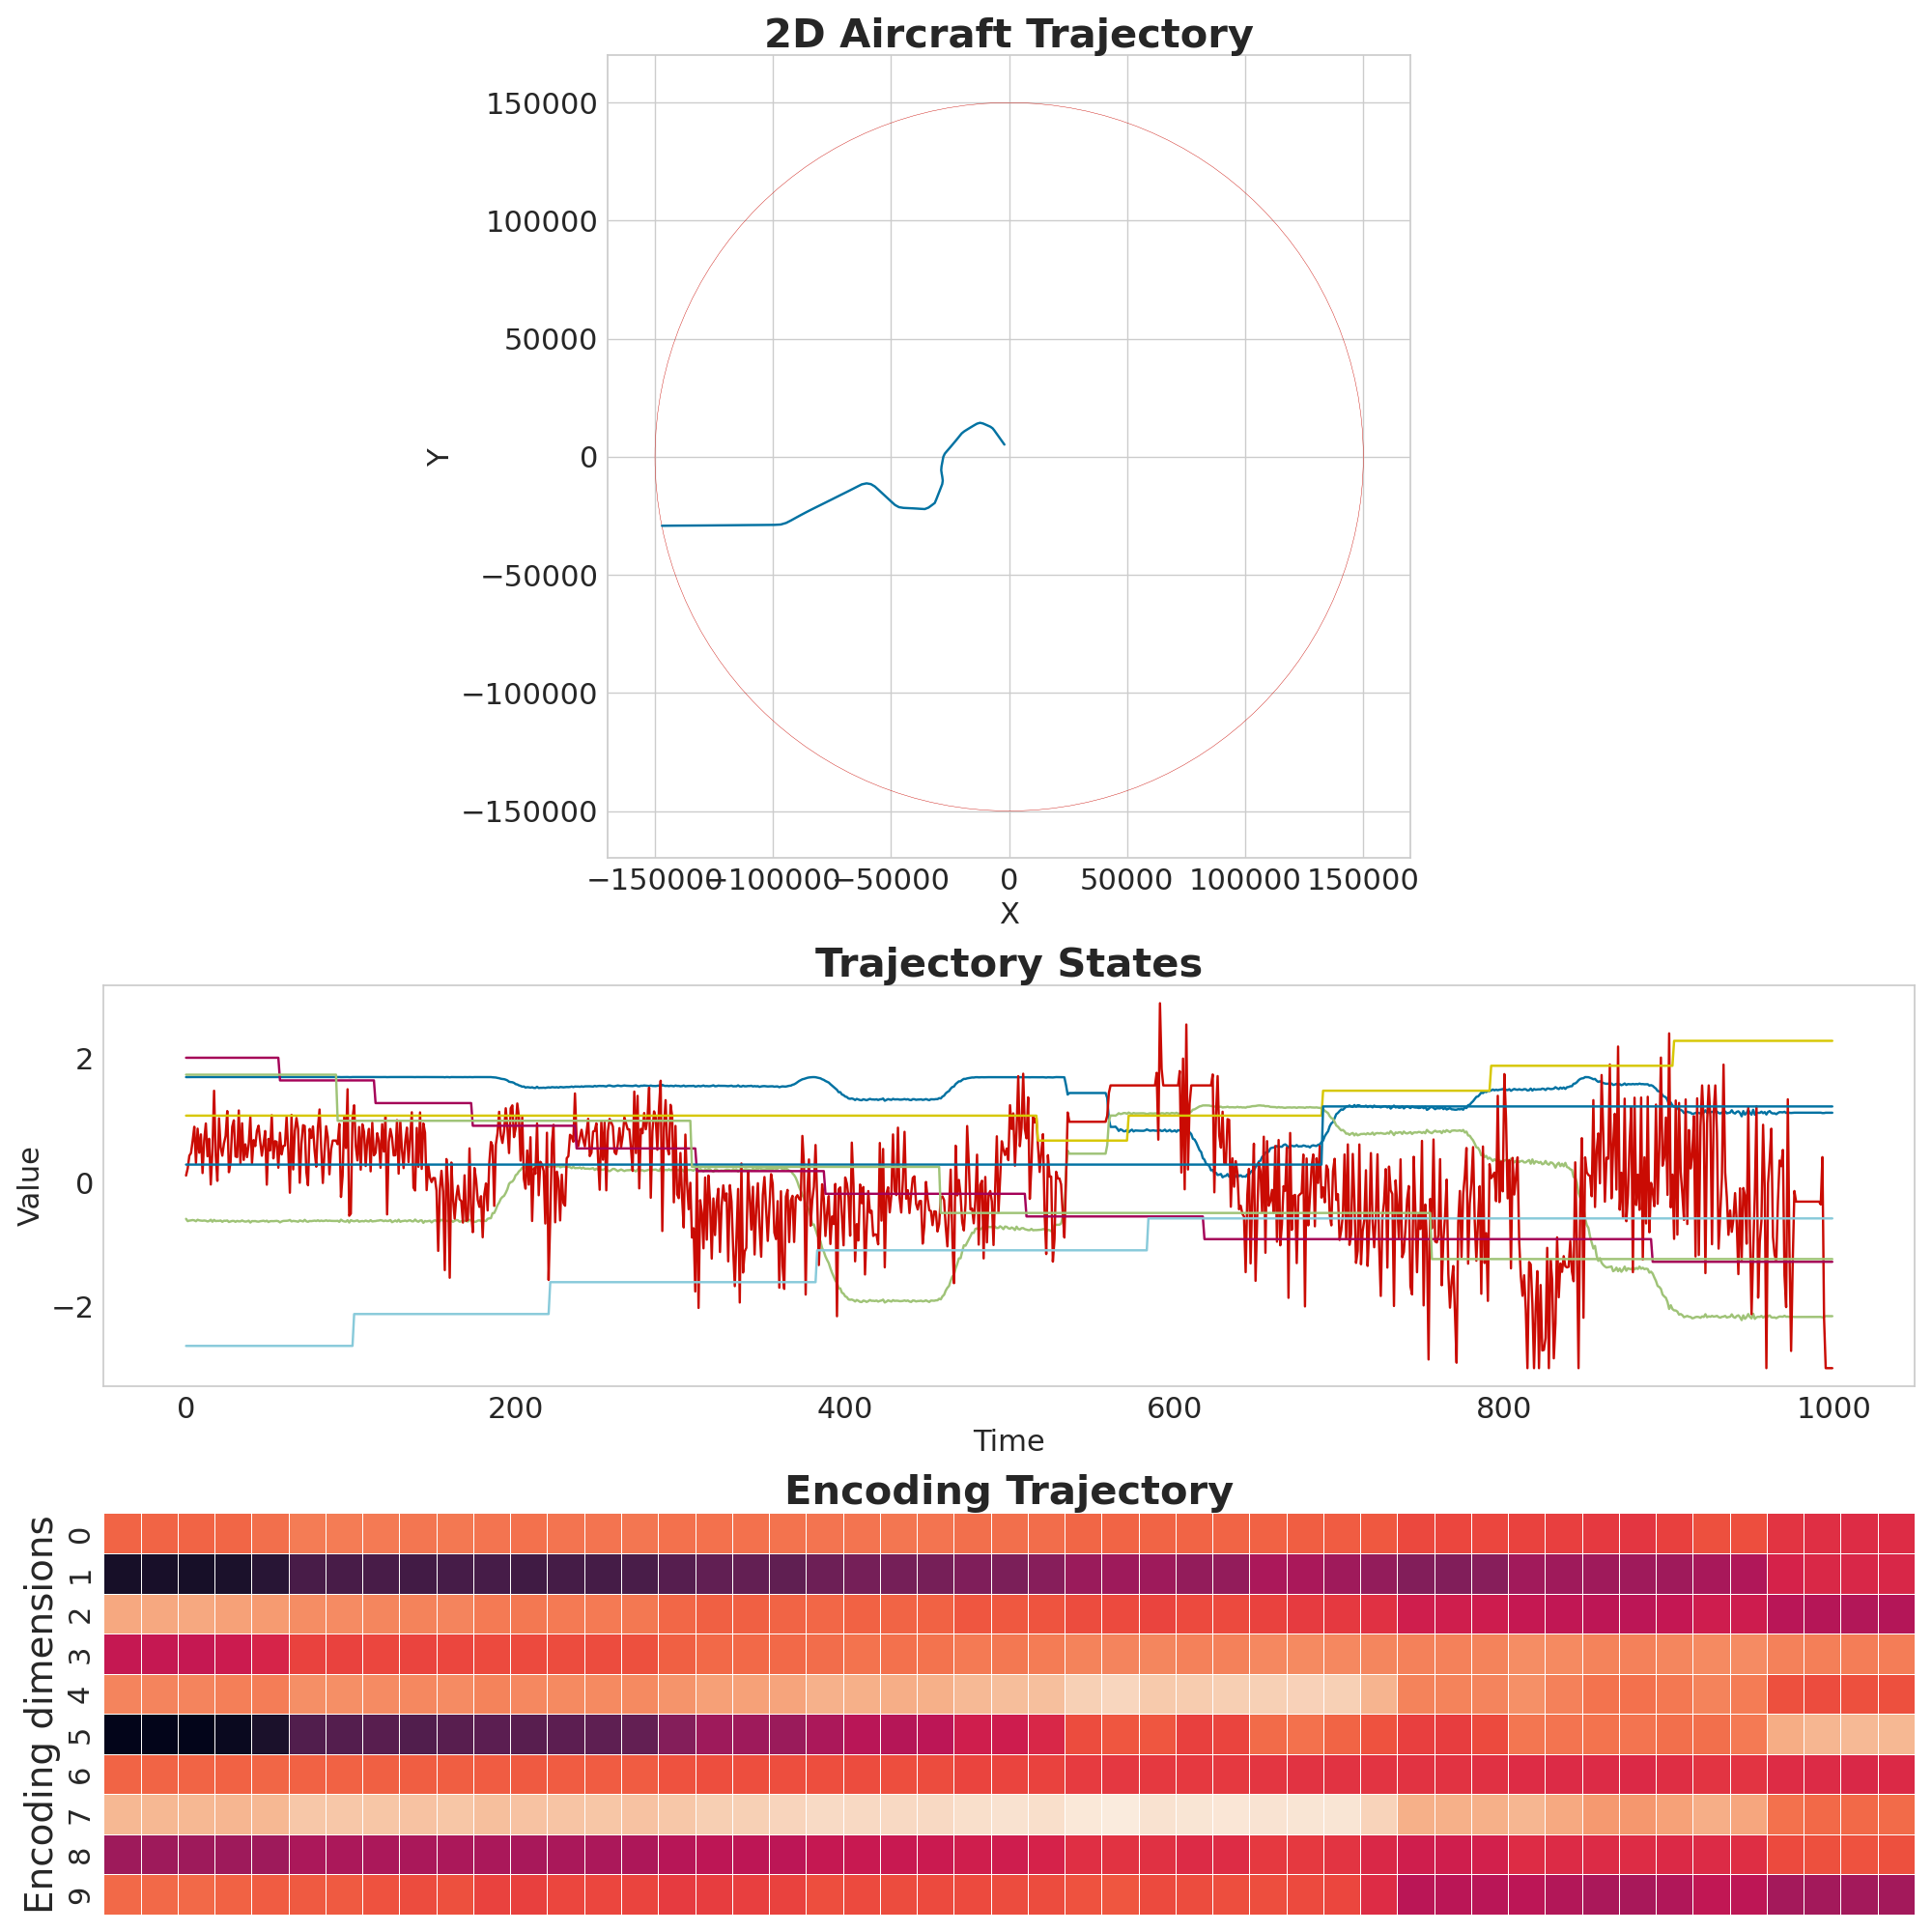 2D Aircraft Trajectory
150000
100000
50000
0
−50000
−100000
−150000
Y
−150000 −100000 −50000 0 50000 100000 150000
X
Trajectory States
2
0
−2
Value
0 200 400 600 800 1000
Time
Encoding Trajectory
Encoding dimensions
0
1
2
3
4
5
6
7
8
9